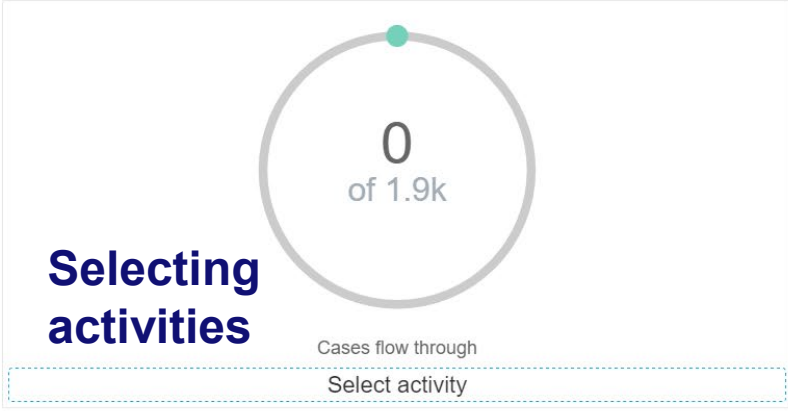 0
of 1.9k
Selecting
activities
Cases flow through
Select activity